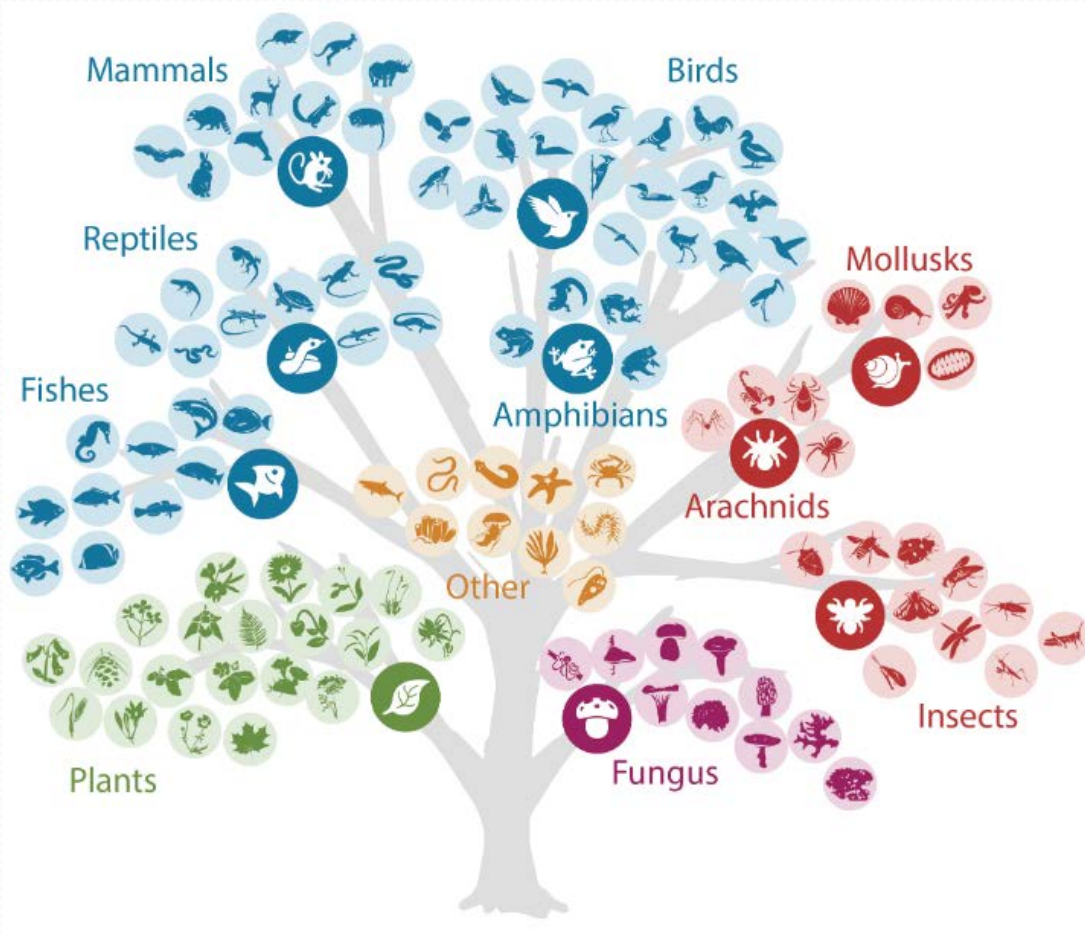 Mammals
Birds
Reptiles
Mollusks
Fishes
Amphibians
Arachnids
Other
Insects
Plants
Fungus